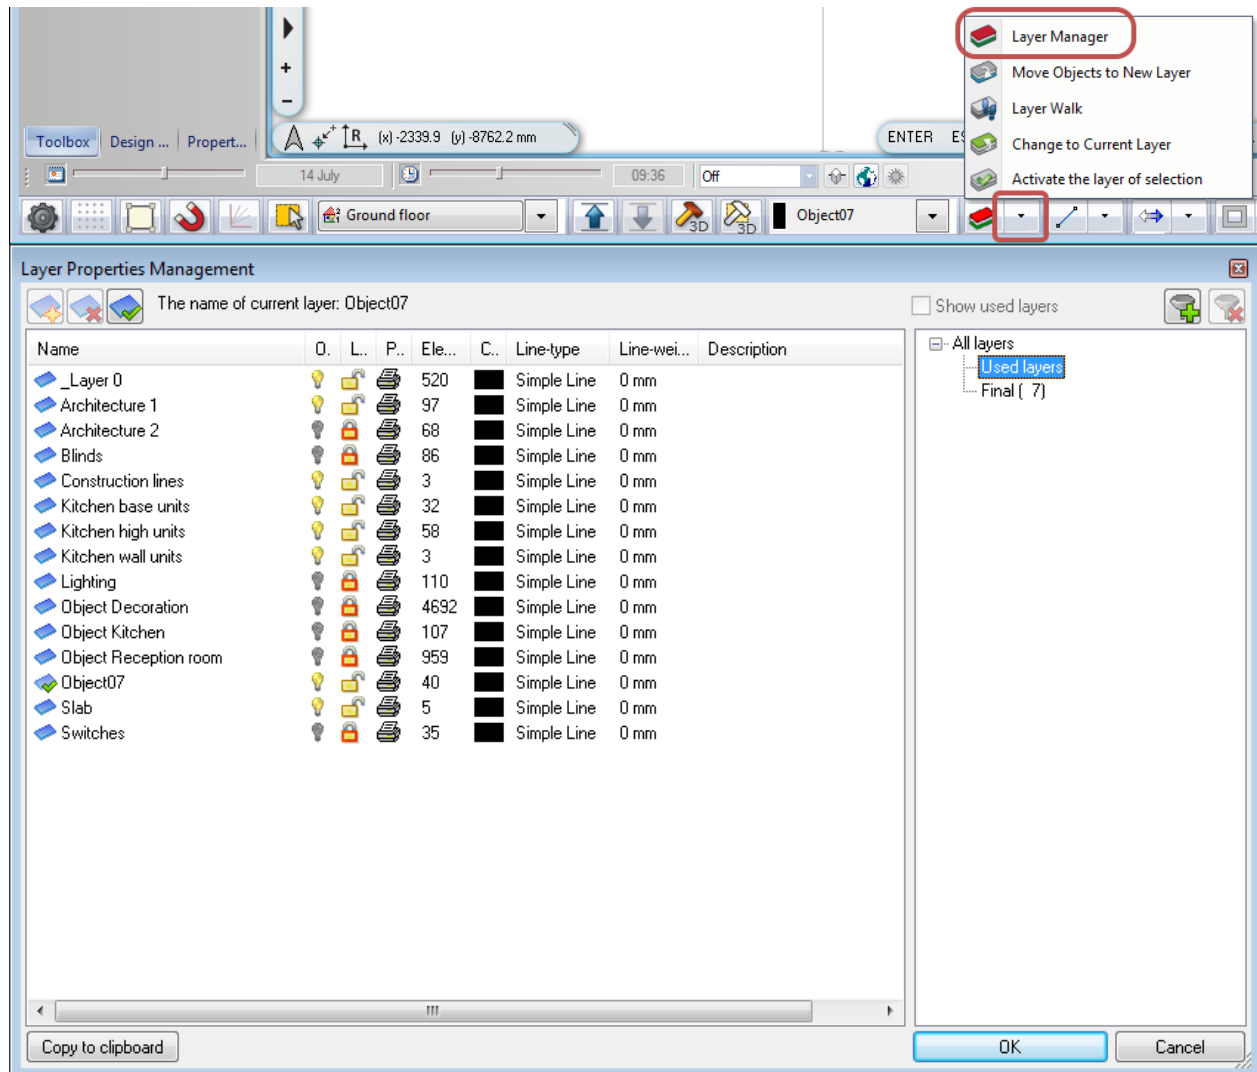 Layer Manager
Move Objects to New Layer
Layer Walk
ENTER ES
Change to Current Layer
Activate the layer of selection
Toolbox Design ... Propert...
R (x) -2339.9 (y) -8762.2 mm
14 July 09:36 Off
Ground floor 3D 3D Object07
Layer Properties Management
The name of current layer: Object07 Show used layers
Name O. L... P... Ele... C... Line-type Line-wei... Description
_Layer 0 520 Simple Line 0 mm
Architecture 1 97 Simple Line 0 mm
Architecture 2 68 Simple Line 0 mm
Blinds 86 Simple Line 0 mm
Construction lines 3 Simple Line 0 mm
Kitchen base units 32 Simple Line 0 mm
Kitchen high units 58 Simple Line 0 mm
Kitchen wall units 3 Simple Line 0 mm
Lighting 110 Simple Line 0 mm
Object Decoration 4692 Simple Line 0 mm
Object Kitchen 107 Simple Line 0 mm
Object Reception room 959 Simple Line 0 mm
Object07 40 Simple Line 0 mm
Slab 5 Simple Line 0 mm
Switches 35 Simple Line 0 mm
All layers
Used layers
Final ( 7)
Copy to clipboard OK Cancel